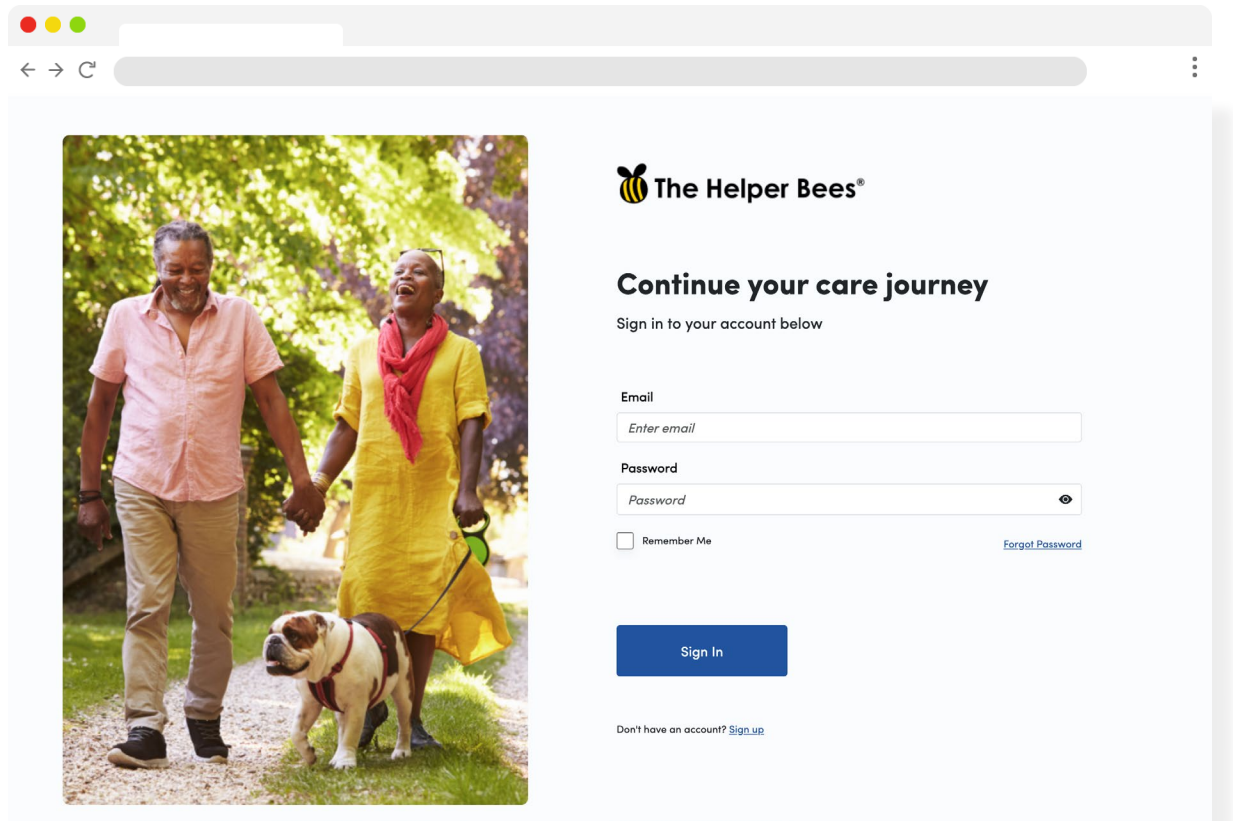 The Helper Bees®
Continue your care journey
Sign in to your account below
Email
Enter email
Password
Password
Remember Me
Forgot Password
Sign In
Don't have an account? Sign up